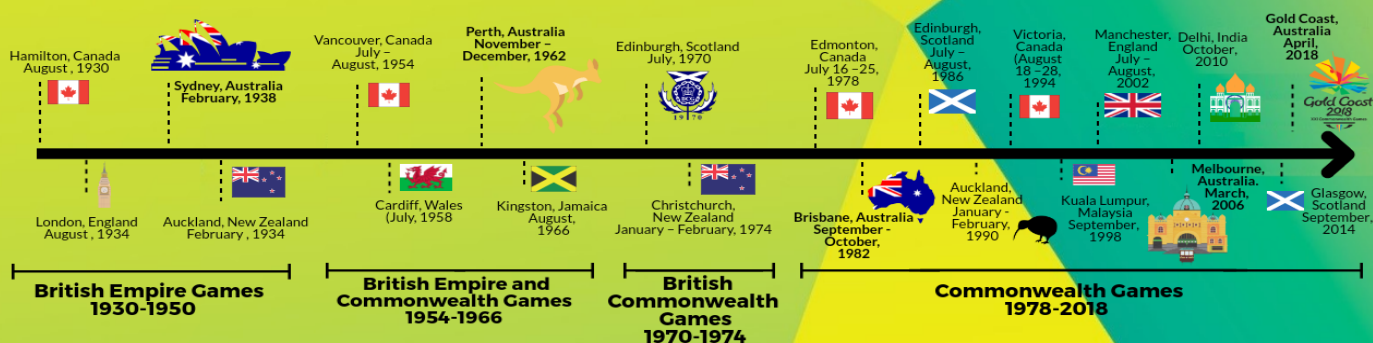 Hamilton, Canada
August , 1930
Sydney, Australia
February, 1938
Vancouver, Canada
July –
August, 1954
Perth, Australia
November –
December, 1962
Edinburgh, Scotland
July, 1970
1970
Edmonton,
Canada
July 16 –25,
1978
Edinburgh,
Scotland
July –
August,
1986
Victoria,
Canada
(August
18 –28,
1994
Manchester,
England
July –
August,
2002
Delhi, India
October,
2010
Gold Coast,
Australia
April,
2018
Gold Coast
2018
London, England
August , 1934
Auckland, New Zealand
February , 1934
Cardiff, Wales
(July, 1958
Kingston, Jamaica
August,
1966
Christchurch,
New Zealand
January – February, 1974
Brisbane, Australia
September -
October,
1982
Auckland,
New Zealand
January -
February,
1990
Kuala Lumpur,
Malaysia
September,
1998
Melbourne,
Australia.
March,
2006
Glasgow,
Scotland
September,
2014
British Empire Games
1930-1950
British Empire and
Commonwealth Games
1954-1966
British
Commonwealth
Games
1970-1974
Commonwealth Games
1978-2018